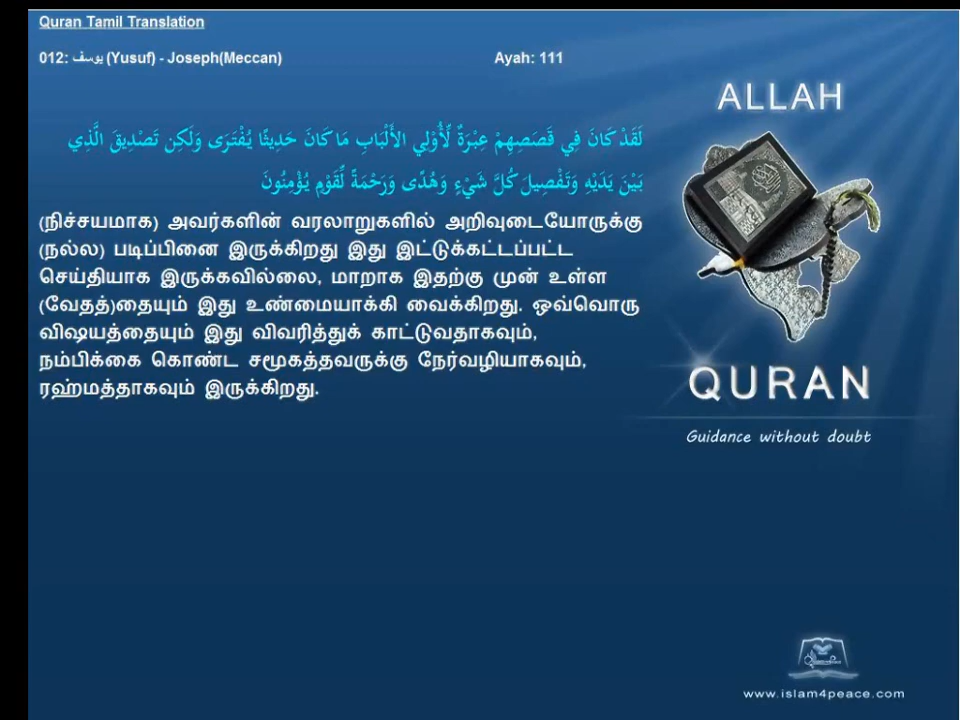 Quran Tamil Translation
012: يوسف (Yusuf) - Joseph(Meccan) Ayah: 111
لَقَدْ كَانَ فِي قَصَصِهِمْ عِبْرَةٌ لِّأُوْلِي الأَلْبَابِ مَا كَانَ حَدِيثًا يُفْتَرَى وَلَكِن تَصْدِيقَ الَّذِي
بَيْنَ يَدَيْهِ وَتَفْصِيلَ كُلَّ شَيْءٍ وَهُدًى وَرَحْمَةً لِّقَوْمٍ يُؤْمِنُونَ
(நிச்சயமாக) அவர்களின் வரலாறுகளில் அறிவுடையோருக்கு
(நல்ல) படிப்பினை இருக்கிறது இது இட்டுக்கட்டப்பட்ட
செய்தியாக இருக்கவில்லை, மாறாக இதற்கு முன் உள்ள
(வேதத்)தையும் இது உண்மையாக்கி வைக்கிறது. ஒவ்வொரு
விஷயத்தையும் இது விவரித்துக் காட்டுவதாகவும்,
நம்பிக்கை கொண்ட சமூகத்தவருக்கு நேர்வழியாகவும்,
ரஹ்மத்தாகவும் இருக்கிறது.
ALLAH
QURAN
Guidance without doubt
www.islam4peace.com